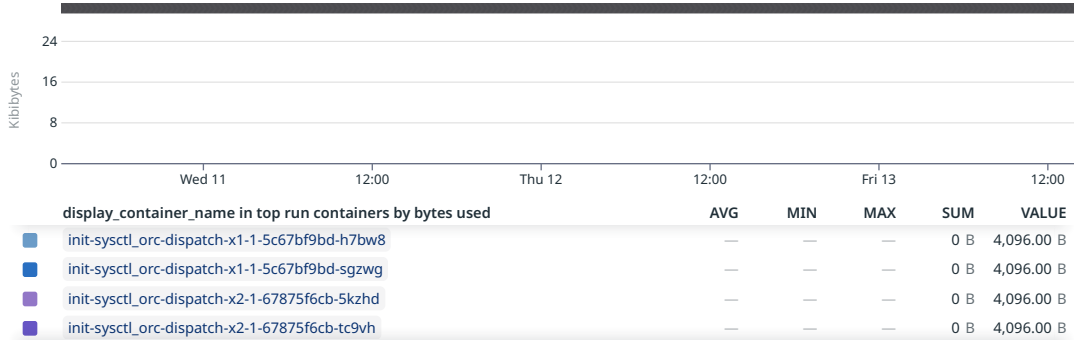 24
16
8
0
Kibibytes
Wed 11 12:00 Thu 12 12:00 Fri 13 12:00
display_container_name in top run containers by bytes used AVG MIN MAX SUM VALUE
init-sysctl_orc-dispatch-x1-1-5c67bf9bd-h7bw8 — — — 0 B 4,096.00 B
init-sysctl_orc-dispatch-x1-1-5c67bf9bd-sgzwg — — — 0 B 4,096.00 B
init-sysctl_orc-dispatch-x2-1-67875f6cb-5kzhd — — — 0 B 4,096.00 B
init-sysctl_orc-dispatch-x2-1-67875f6cb-tc9vh — — — 0 B 4,096.00 B